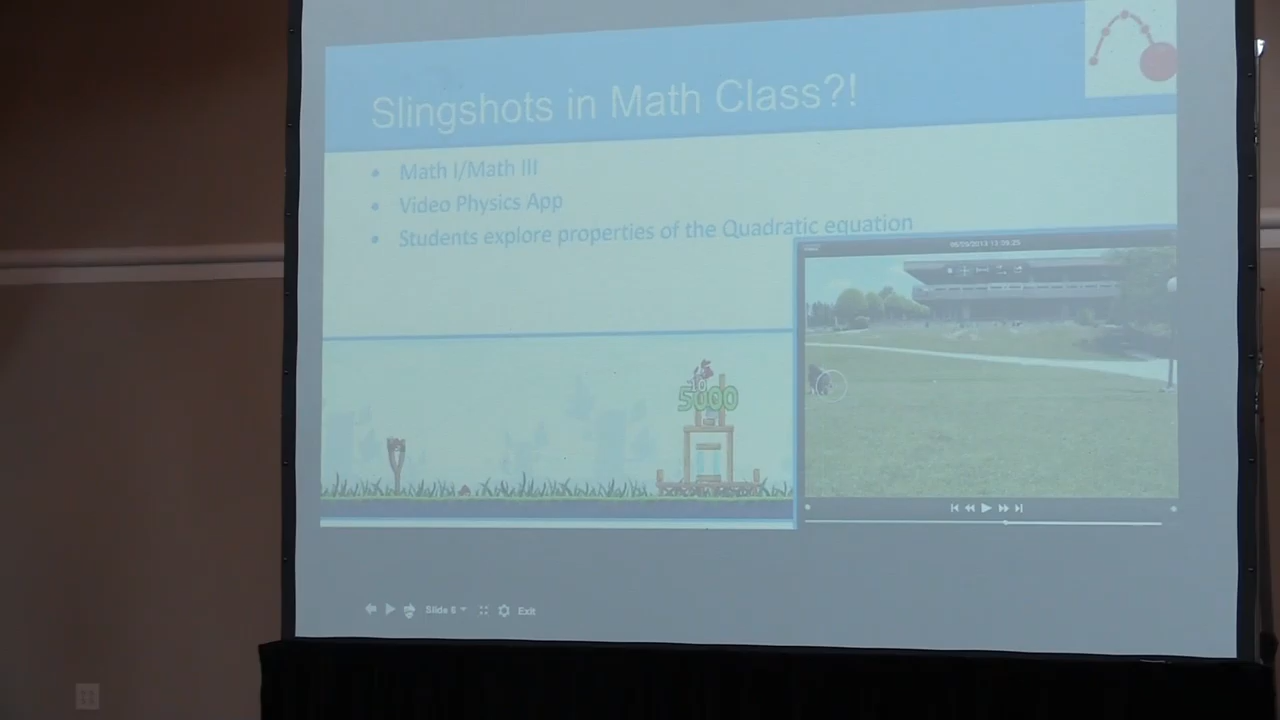 Slingshots in Math Class?!
• Math I/Math III
• Video Physics App
• Students explore properties of the Quadratic equation
5000
Slide 6
Exit